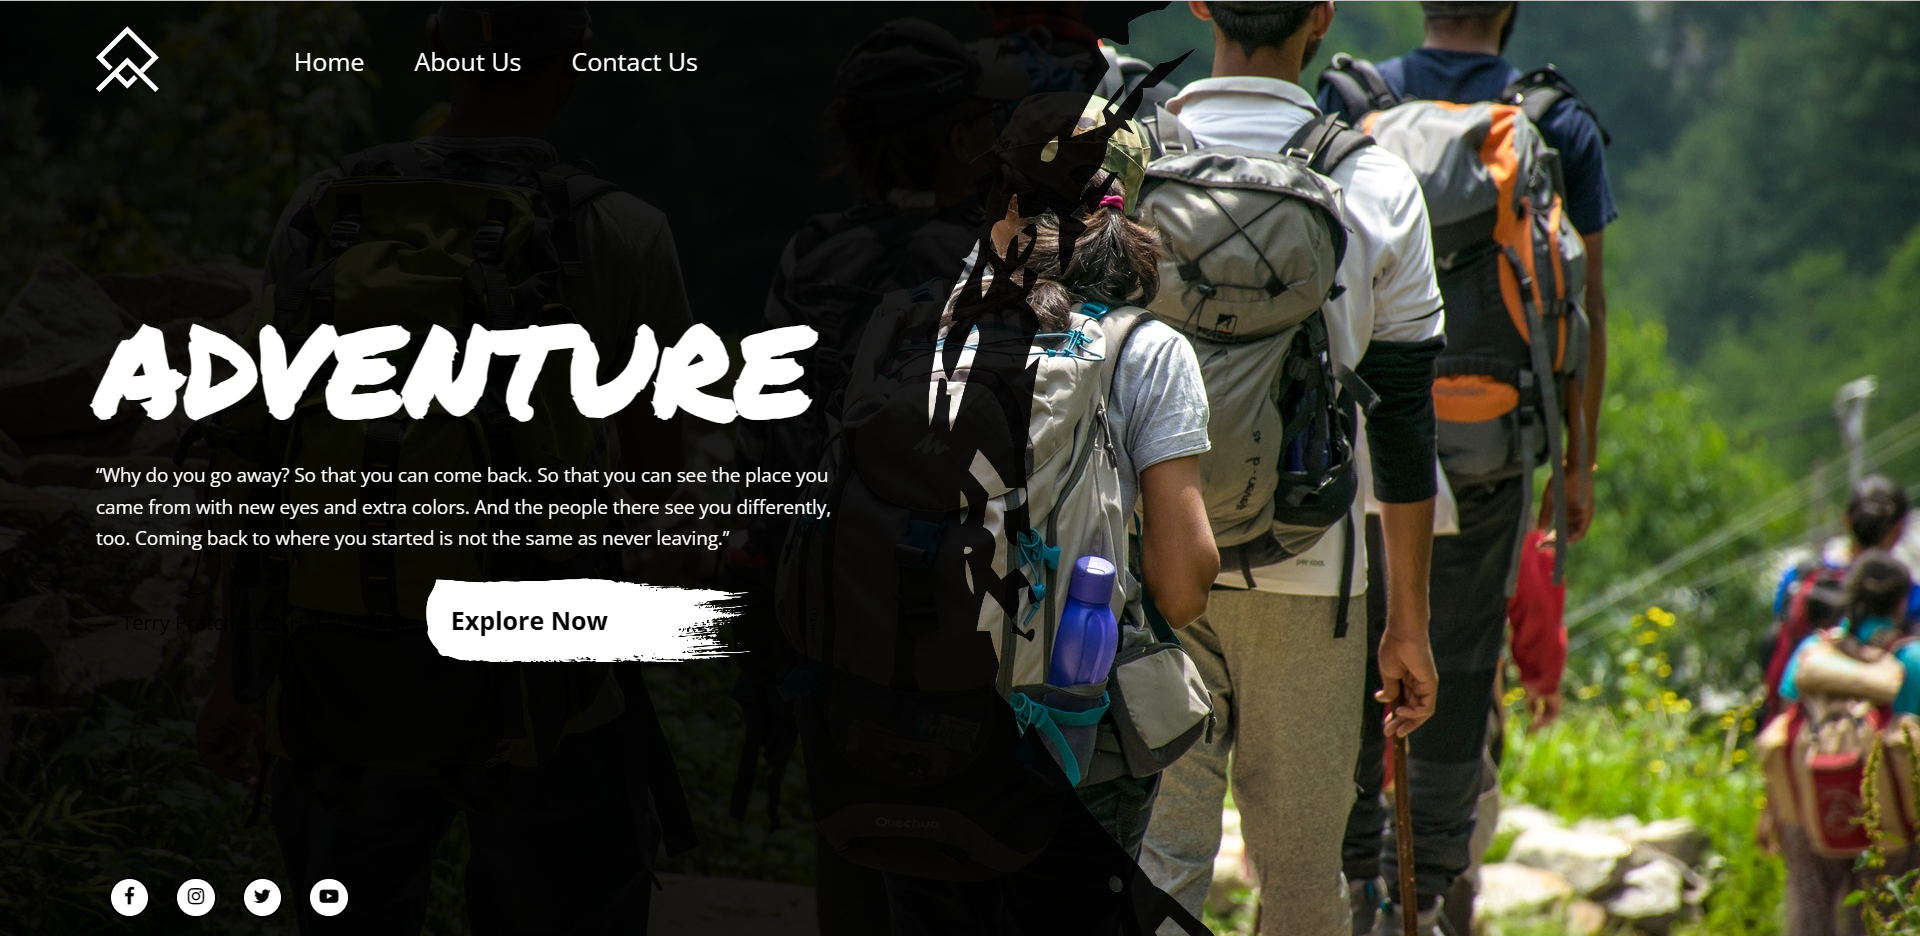 Home About Us Contact Us
ADVENTURE
“Why do you go away? So that you can come back. So that you can see the place you
came from with new eyes and extra colors. And the people there see you differently,
too. Coming back to where you started is not the same as never leaving.”
Terry
Explore Now
Quechua